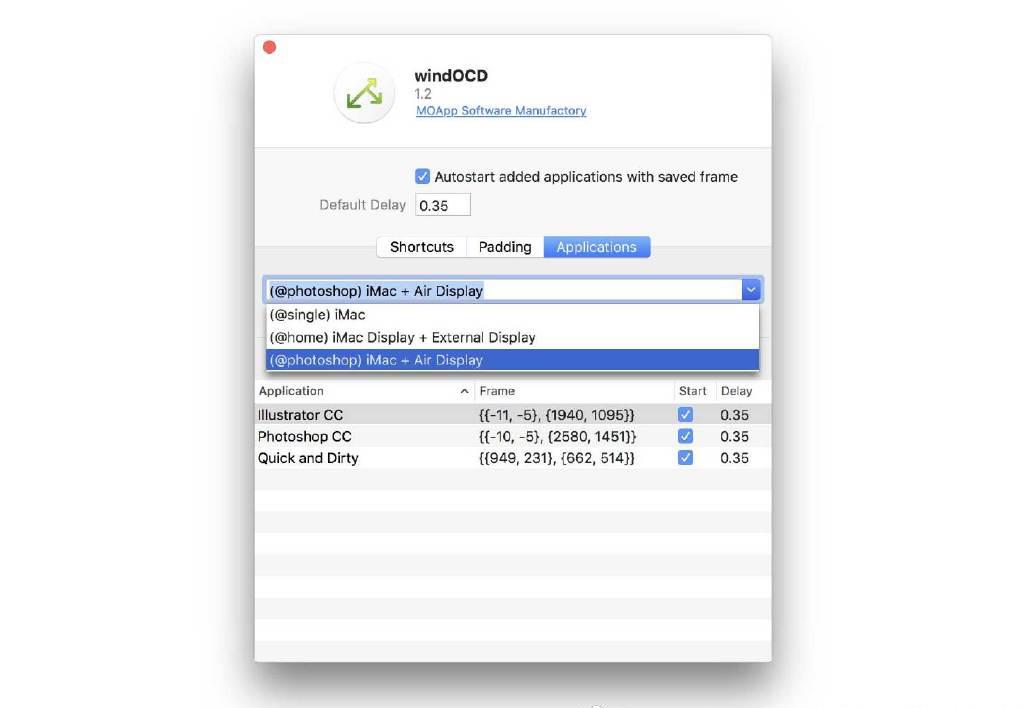 windOCD
1.2
MOApp Software Manufactory
Autostart added applications with saved frame
Default Delay 0.35
Shortcuts Padding Applications
(@photoshop) iMac + Air Display
(@single) iMac
(@home) iMac Display + External Display
(@photoshop) iMac + Air Display
Application Frame Start Delay
Illustrator CC {{-11, -5}, {1940, 1095}} 0.35
Photoshop CC {{-10, -5}, {2580, 1451}} 0.35
Quick and Dirty {{949, 231}, {662, 514}} 0.35